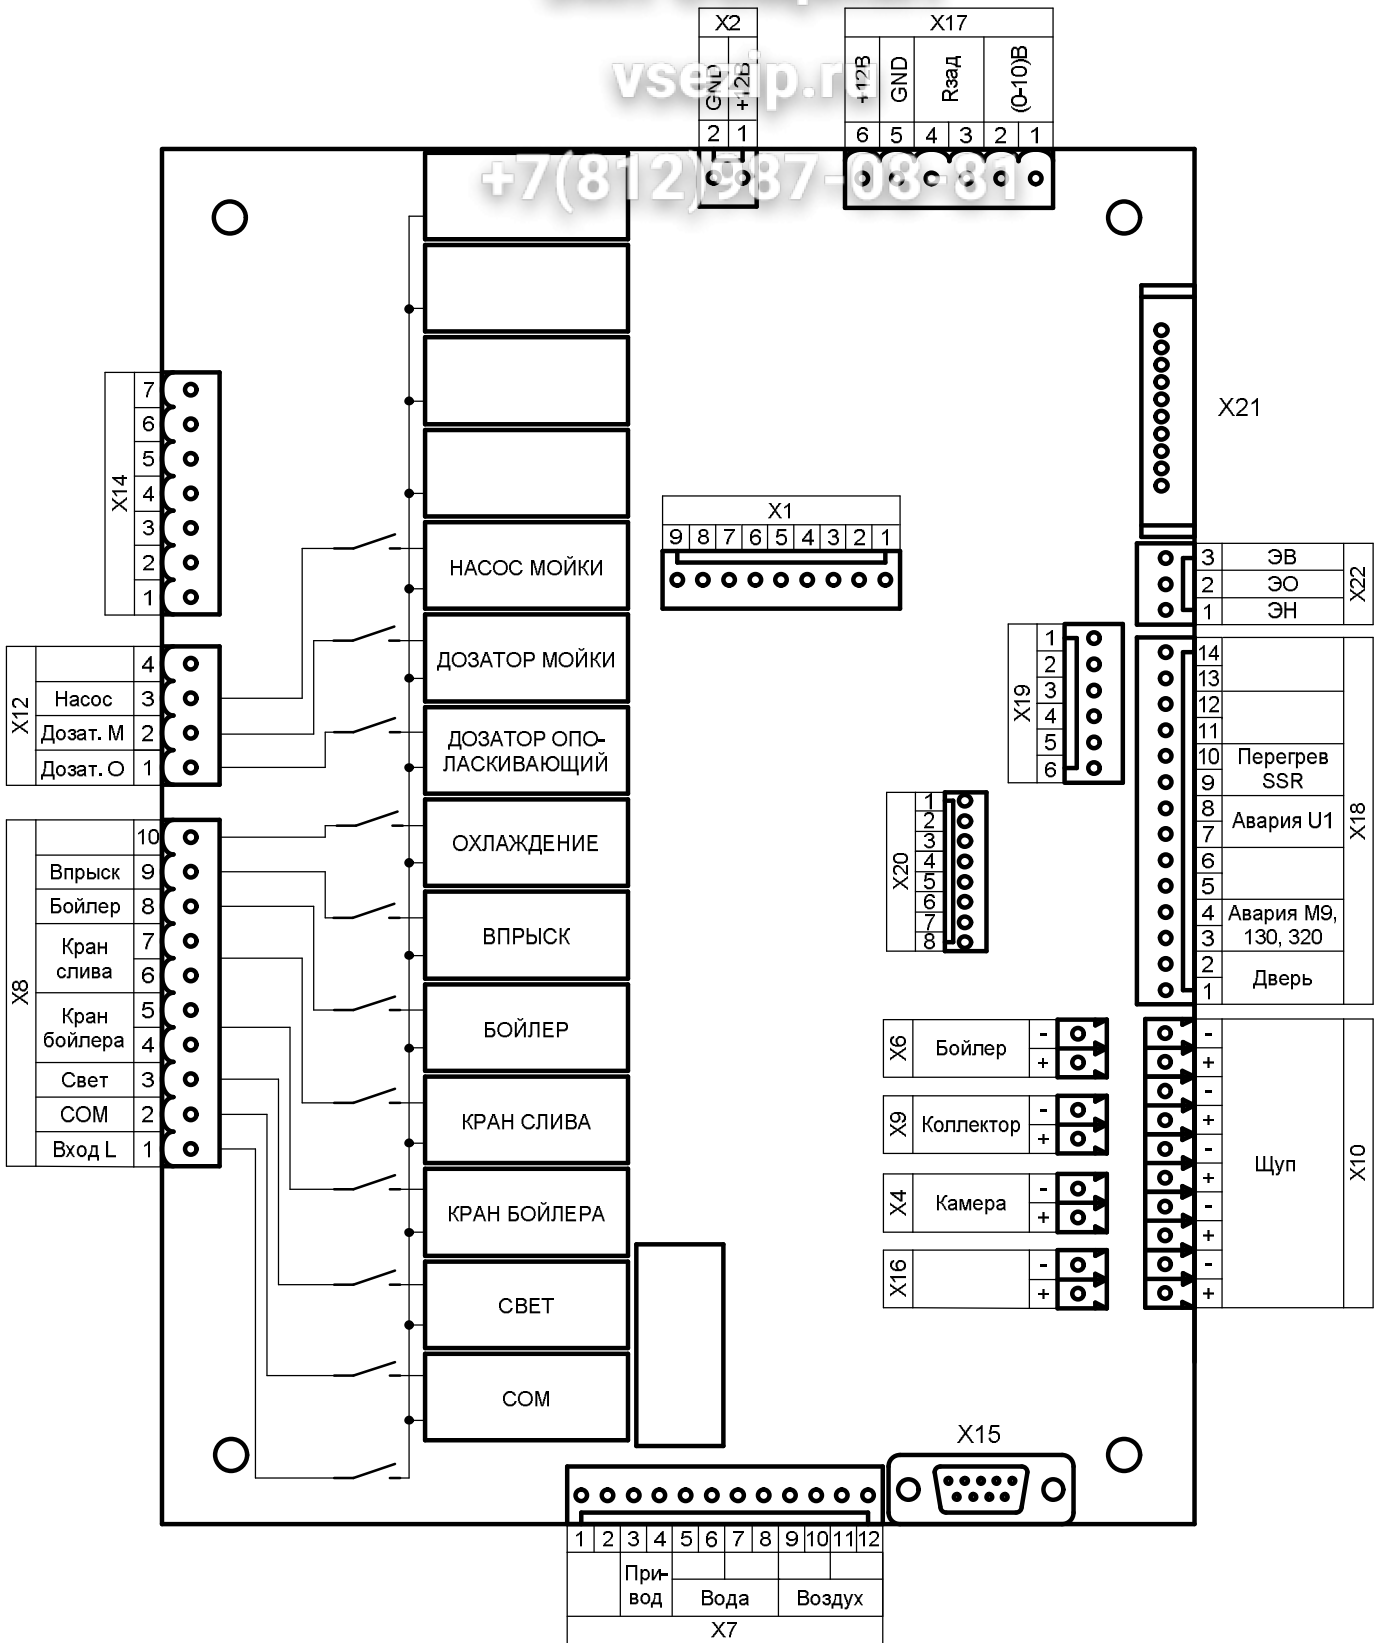 X2
GND
+12В
2 1
X17
+12В
GND
Rзад
(0-10)В
6 5 4 3 2 1
vsezip.ru
+7(812)987-08-81
X14
7
6
5
4
3
2
1
X12
4
Насос 3
Дозат. М 2
Дозат. О 1
X8
10
Впрыск 9
Бойлер 8
Кран
слива
7
6
Кран
бойлера
5
4
Свет 3
СОМ 2
Вход L 1
НАСОС МОЙКИ
ДОЗАТОР МОЙКИ
ДОЗАТОР ОПО-
ЛАСКИВАЮЩИЙ
ОХЛАЖДЕНИЕ
ВПРЫСК
БОЙЛЕР
КРАН СЛИВА
КРАН БОЙЛЕРА
СВЕТ
СОМ
X1
9 8 7 6 5 4 3 2 1
X21
3 ЭВ
2 ЭО
1 ЭН
X22
X19
1
2
3
4
5
6
X20
1
2
3
4
5
6
7
8
14
13
12
11
10
9
Перегрев
SSR
8
7
Авария U1
6
5
4
3
Авария М9,
130, 320
2
1
Дверь
X18
X6
Бойлер
-
+
X9
Коллектор
-
+
X4
Камера
-
+
X16
-
+
-
+
-
+
-
+
-
+
-
+
Щуп
X10
X15
1 2 3 4 5 6 7 8 9 10 11 12
При-
вод
Вода
Воздух
X7